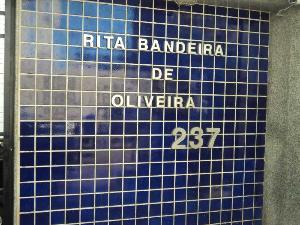 RITA BANDEIRA
DE
OLIVEIRA
237